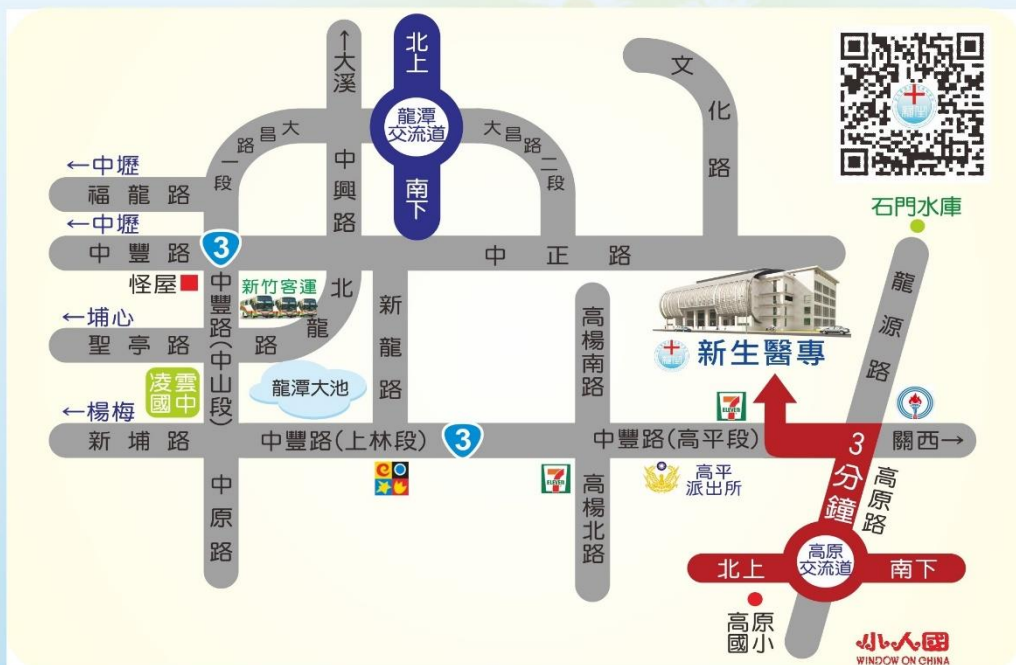 北上
龍潭
交流道
南下
←大溪
中興路
北龍路
大昌路一段
大昌路二段
文化路
←中壢
福龍路
←中壢
中豐路
3
中正路
石門水庫
龍源路
怪屋
中豐路(中山段)
新竹客運
新龍路
高楊南路
新生醫專
←埔心
聖亭路
凌雲
國中
龍潭大池
←楊梅
新埔路
中豐路(上林段)
3
7
ELEVEN
中豐路(高平段)
關西→
3分鐘
高原路
中原路
7
ELEVEN
高平
派出所
高楊北路
高原
交流道
北上
南下
高原
國小
小人國
WINDOW ON CHINA